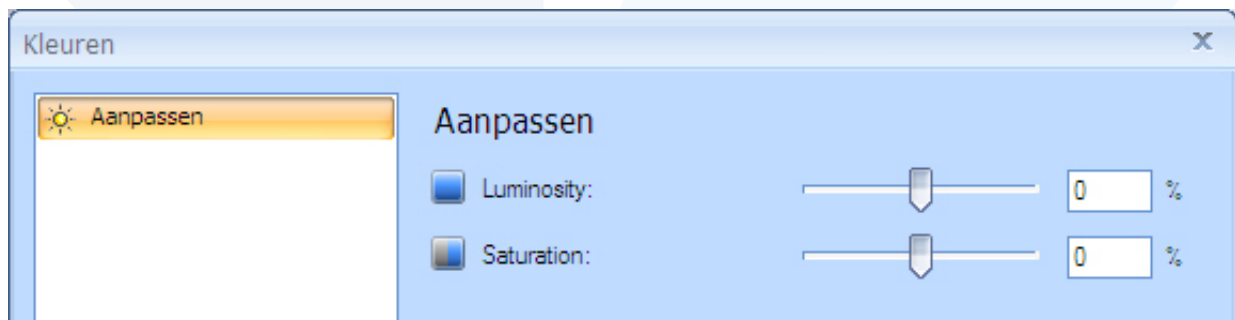 Kleuren
Aanpassen
Aanpassen
Luminosity: 0 %
Saturation: 0 %